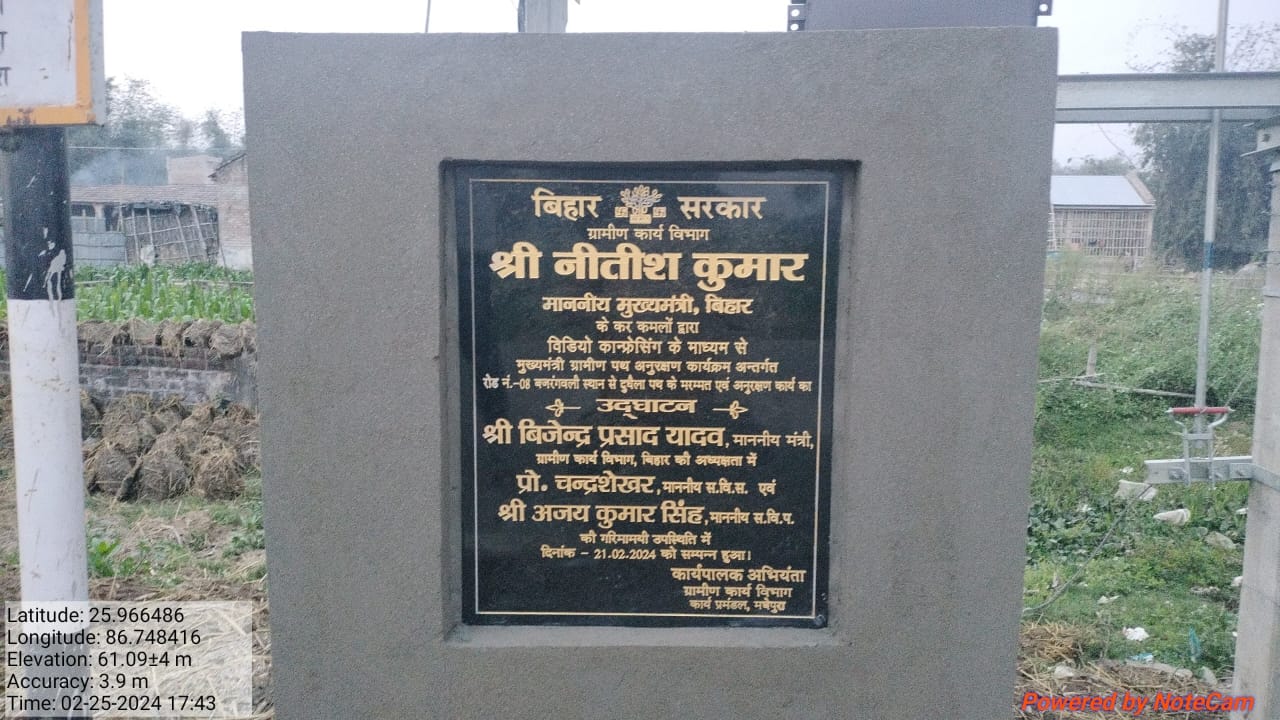 रा
बिहार सरकार
ग्रामीण कार्य विभाग
श्री नीतीश कुमार
माननीय मुख्यमंत्री, बिहार
के कर कमलों द्वारा
विडियो कान्फ्रेसिंग के माध्यम से
मुख्यमंत्री ग्रामीण पथ अनुरक्षण कार्यक्रम अन्तर्गत
रोड नं.-08 बजरंगवली स्थान से दुधैला पथ के मरम्मत एवं अनुरक्षण कार्य का
उद्घाटन
श्री बिजेन्द्र प्रसाद यादव, माननीय मंत्री,
ग्रामीण कार्य विभाग, बिहार की अध्यक्षता में
प्रो. चन्द्रशेखर, माननीय स.वि.स. एवं
श्री अजय कुमार सिंह, माननीय स.वि.प.
की गरिमामयी उपस्थिति में
दिनांक - 21.02.2024 को सम्पन्न हुआ।
कार्यपालक अभियंता
ग्रामीण कार्य विभाग
कार्य प्रमंडल, मधेपुरा
Latitude: 25.966486
Longitude: 86.748416
Elevation: 61.09±4 m
Accuracy: 3.9 m
Time: 02-25-2024 17:43
Powered by NoteCam